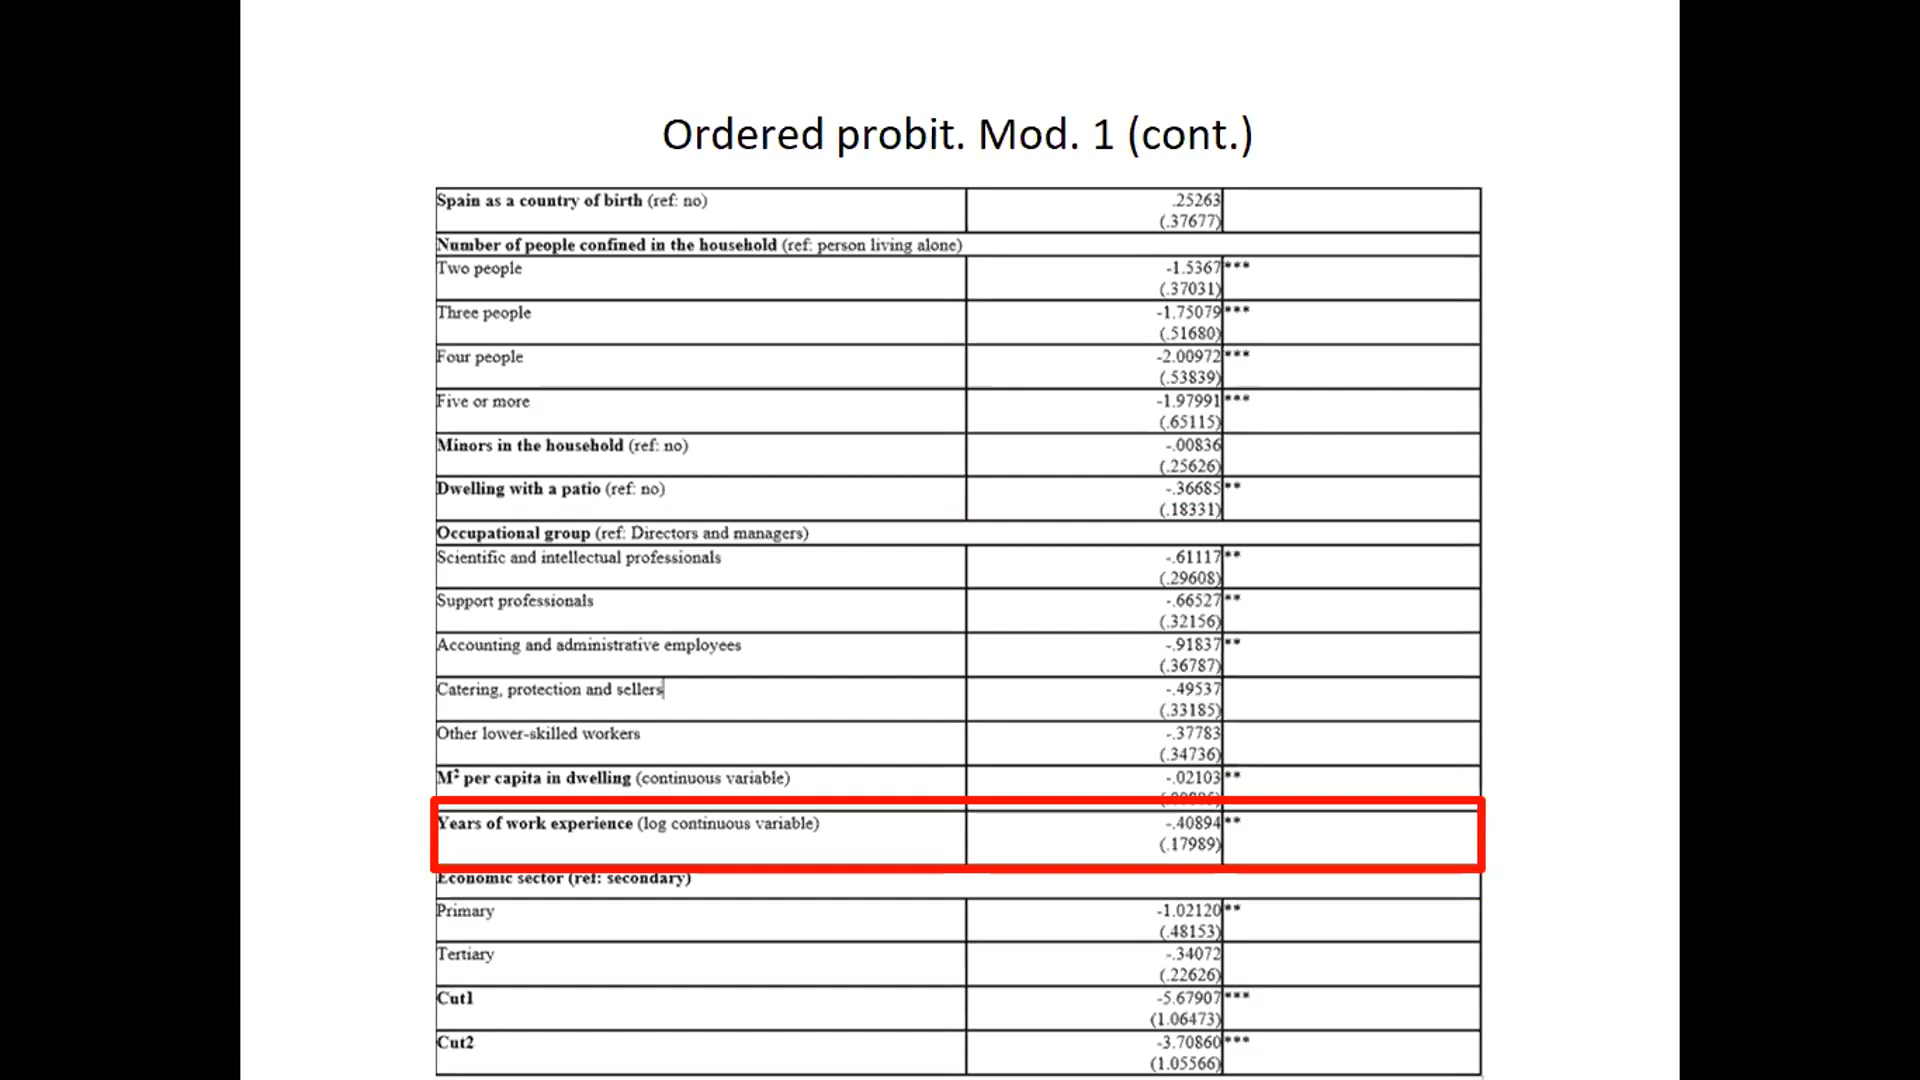 Ordered probit. Mod. 1 (cont.)
Spain as a country of birth (ref: no) .25263
(.37677)
Number of people confined in the household (ref: person living alone)
Two people -1.5367***
(.37031)
Three people -1.75079***
(.51680)
Four people -2.00972***
(.53839)
Five or more -1.97991***
(.65115)
Minors in the household (ref: no) -.00836
(.25626)
Dwelling with a patio (ref: no) -.36685**
(.18331)
Occupational group (ref: Directors and managers)
Scientific and intellectual professionals -.61117**
(.29608)
Support professionals -.66527**
(.32156)
Accounting and administrative employees -.91837**
(.36787)
Catering, protection and sellers -.49537
(.33185)
Other lower-skilled workers -.37783
(.34736)
M² per capita in dwelling (continuous variable) -.02103**
Years of work experience (log continuous variable) -.40894**
(.17989)
Economic sector (ref: secondary)
Primary -1.02120**
(.48153)
Tertiary -.34072
(.22626)
Cut1 -5.67907***
(1.06473)
Cut2 -3.70860***
(1.05566)